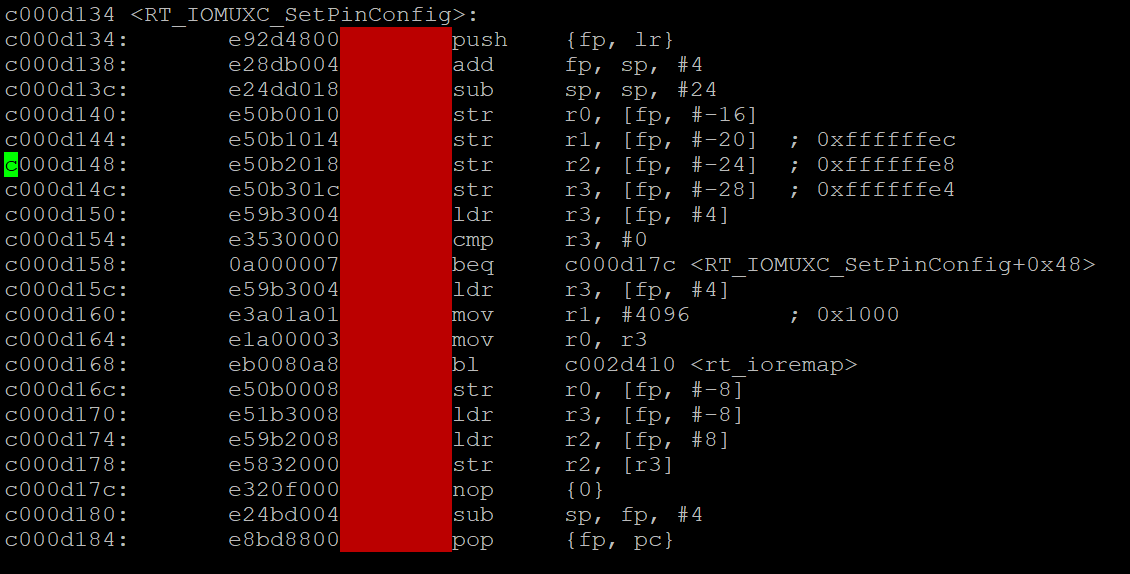 c000d134 <RT_IOMUXC_SetPinConfig>:
c000d134: e92d4800 push {fp, lr}
c000d138: e28db004 add fp, sp, #4
c000d13c: e24dd018 sub sp, sp, #24
c000d140: e50b0010 str r0, [fp, #-16]
c000d144: e50b1014 str r1, [fp, #-20] ; 0xffffffec
c000d148: e50b2018 str r2, [fp, #-24] ; 0xffffffe8
c000d14c: e50b301c str r3, [fp, #-28] ; 0xffffffe4
c000d150: e59b3004 ldr r3, [fp, #4]
c000d154: e3530000 cmp r3, #0
c000d158: 0a000007 beq c000d17c <RT_IOMUXC_SetPinConfig+0x48>
c000d15c: e59b3004 ldr r3, [fp, #4]
c000d160: e3a01a01 mov r1, #4096 ; 0x1000
c000d164: e1a00003 mov r0, r3
c000d168: eb0080a8 bl c002d410 <rt_ioremap>
c000d16c: e50b0008 str r0, [fp, #-8]
c000d170: e51b3008 ldr r3, [fp, #-8]
c000d174: e59b2008 ldr r2, [fp, #8]
c000d178: e5832000 str r2, [r3]
c000d17c: e320f000 nop {0}
c000d180: e24bd004 sub sp, fp, #4
c000d184: e8bd8800 pop {fp, pc}